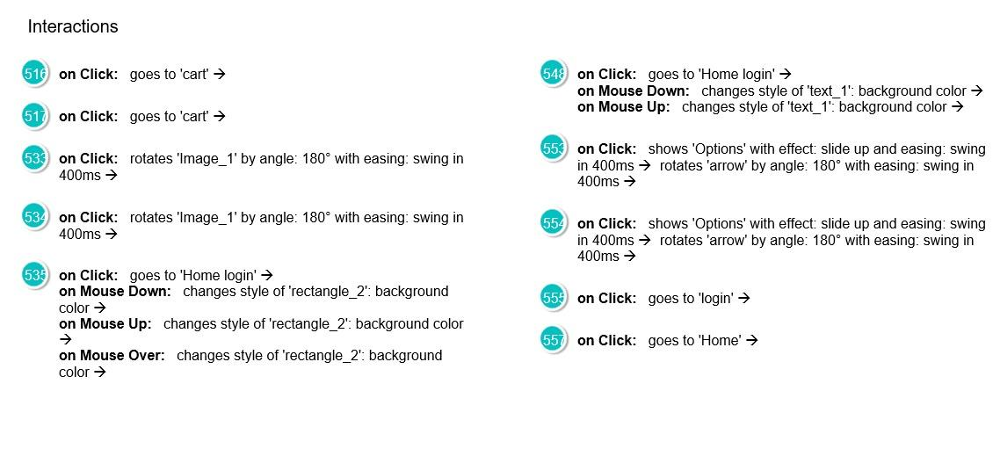 Interactions
516 on Click: goes to 'cart' →
517 on Click: goes to 'cart' →
533 on Click: rotates 'Image_1' by angle: 180° with easing: swing in
400ms →
534 on Click: rotates 'Image_1' by angle: 180° with easing: swing in
400ms →
535 on Click: goes to 'Home login' →
on Mouse Down: changes style of 'rectangle_2': background
color →
on Mouse Up: changes style of 'rectangle_2': background color
→
on Mouse Over: changes style of 'rectangle_2': background
color →
548 on Click: goes to 'Home login' →
on Mouse Down: changes style of 'text_1': background color →
on Mouse Up: changes style of 'text_1': background color →
553 on Click: shows 'Options' with effect: slide up and easing: swing
in 400ms → rotates 'arrow' by angle: 180° with easing: swing in
400ms →
554 on Click: shows 'Options' with effect: slide up and easing: swing
in 400ms → rotates 'arrow' by angle: 180° with easing: swing in
400ms →
555 on Click: goes to 'login' →
557 on Click: goes to 'Home' →